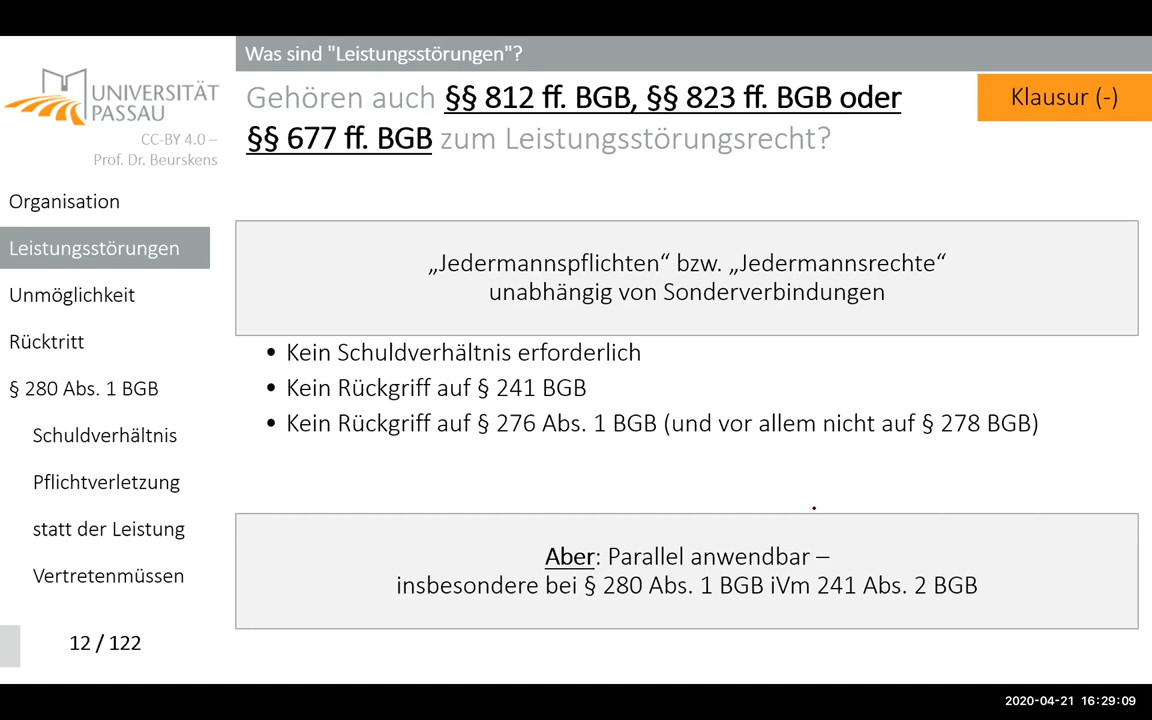 Was sind "Leistungsstörungen"?
UNIVERSITÄT
PASSAU
CC-BY 4.0 –
Prof. Dr. Beurskens
Gehören auch §§ 812 ff. BGB, §§ 823 ff. BGB oder
§§ 677 ff. BGB zum Leistungsstörungsrecht?
Klausur (-)
Organisation
Leistungsstörungen
Unmöglichkeit
Rücktritt
§ 280 Abs. 1 BGB
Schuldverhältnis
Pflichtverletzung
statt der Leistung
Vertretenmüssen
12 / 122
„Jedermannspflichten“ bzw. „Jedermannsrechte“
unabhängig von Sonderverbindungen
• Kein Schuldverhältnis erforderlich
• Kein Rückgriff auf § 241 BGB
• Kein Rückgriff auf § 276 Abs. 1 BGB (und vor allem nicht auf § 278 BGB)
Aber: Parallel anwendbar –
insbesondere bei § 280 Abs. 1 BGB iVm 241 Abs. 2 BGB
2020-04-21 16:29:09